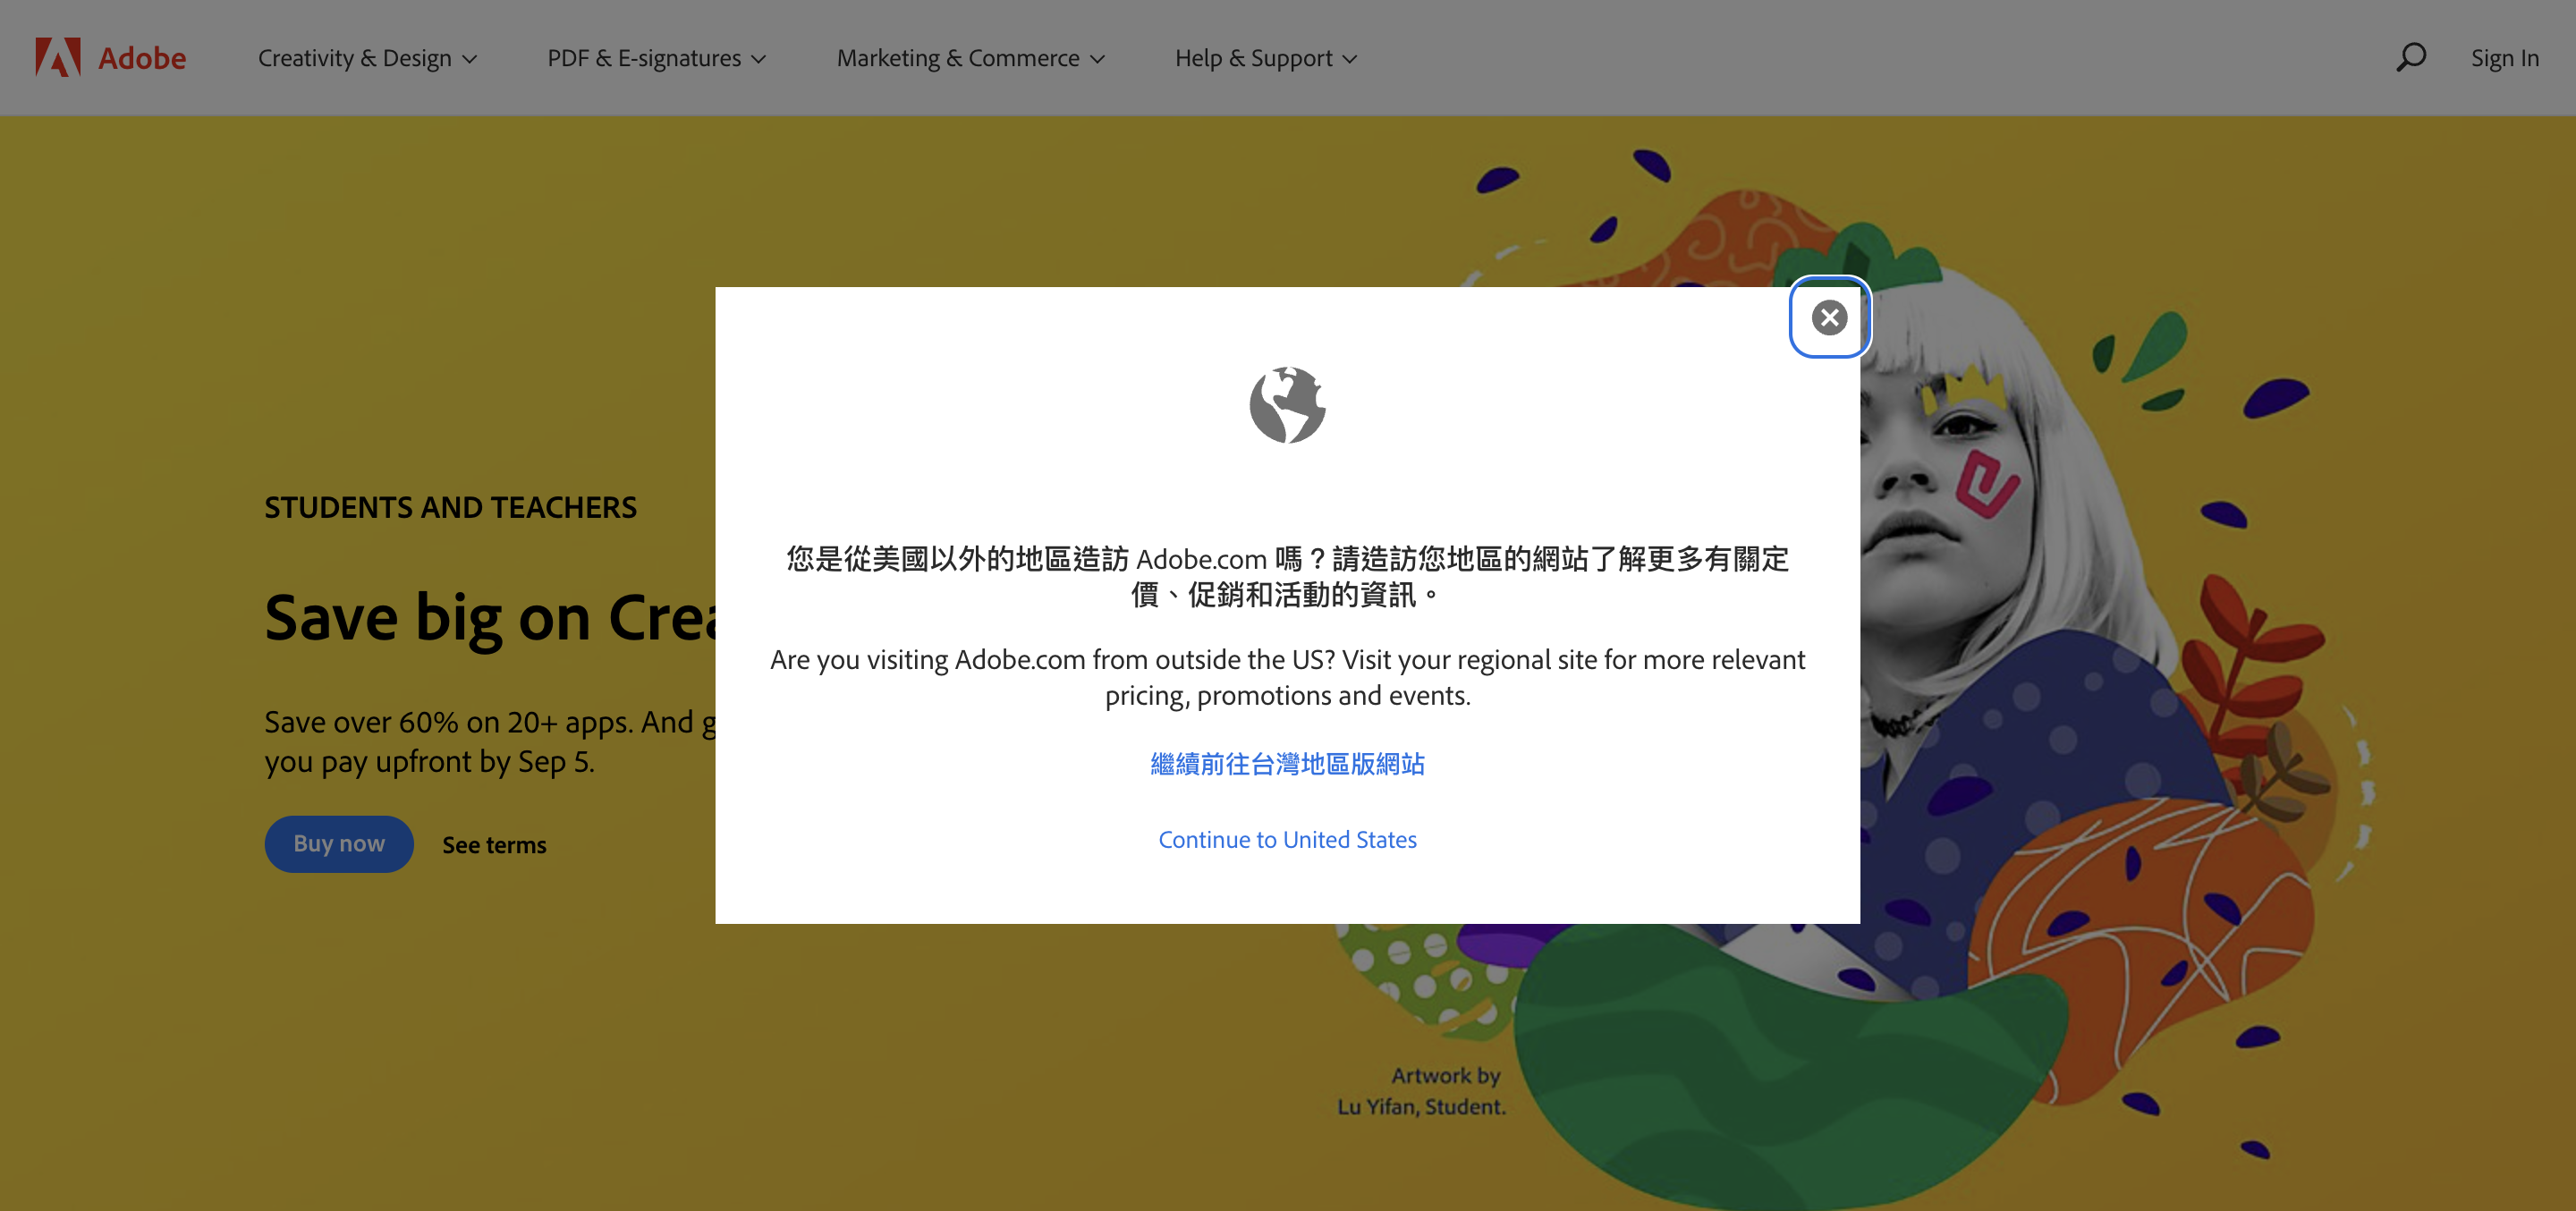 Adobe
Creativity & Design
PDF & E-signatures
Marketing & Commerce
Help & Support
Sign In
STUDENTS AND TEACHERS
Save big on Crea
Save over 60% on 20+ apps. And g
you pay upfront by Sep 5.
Buy now
See terms
您是從美國以外的地區造訪 Adobe.com 嗎？請造訪您地區的網站了解更多有關定
價、促銷和活動的資訊。
Are you visiting Adobe.com from outside the US? Visit your regional site for more relevant
pricing, promotions and events.
繼續前往台灣地區版網站
Continue to United States
Artwork by
Lu Yifan, Student.